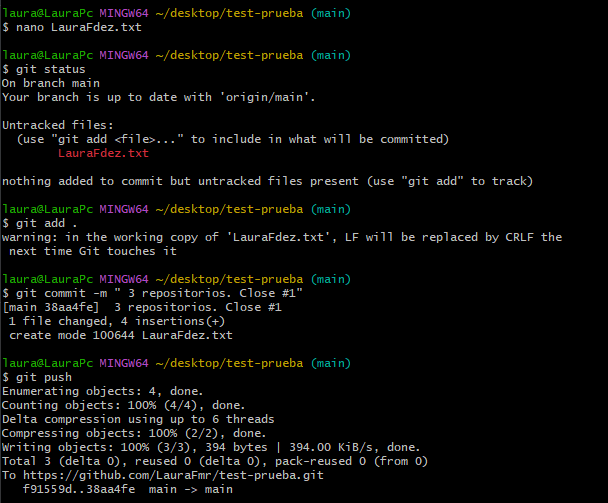 laura@LauraPc MINGW64 ~/desktop/test-prueba (main)
$ nano LauraFdez.txt
laura@LauraPc MINGW64 ~/desktop/test-prueba (main)
$ git status
On branch main
Your branch is up to date with 'origin/main'.
Untracked files:
  (use "git add <file>..." to include in what will be committed)
        LauraFdez.txt
nothing added to commit but untracked files present (use "git add" to track)
laura@LauraPc MINGW64 ~/desktop/test-prueba (main)
$ git add .
warning: in the working copy of 'LauraFdez.txt', LF will be replaced by CRLF the
 next time Git touches it
laura@LauraPc MINGW64 ~/desktop/test-prueba (main)
$ git commit -m " 3 repositorios. Close #1"
[main 38aa4fe]  3 repositorios. Close #1
 1 file changed, 4 insertions(+)
 create mode 100644 LauraFdez.txt
laura@LauraPc MINGW64 ~/desktop/test-prueba (main)
$ git push
Enumerating objects: 4, done.
Counting objects: 100% (4/4), done.
Delta compression using up to 6 threads
Compressing objects: 100% (2/2), done.
Writing objects: 100% (3/3), 394 bytes | 394.00 KiB/s, done.
Total 3 (delta 0), reused 0 (delta 0), pack-reused 0 (from 0)
To https://github.com/LauraFmr/test-prueba.git
   f91559d..38aa4fe  main -> main